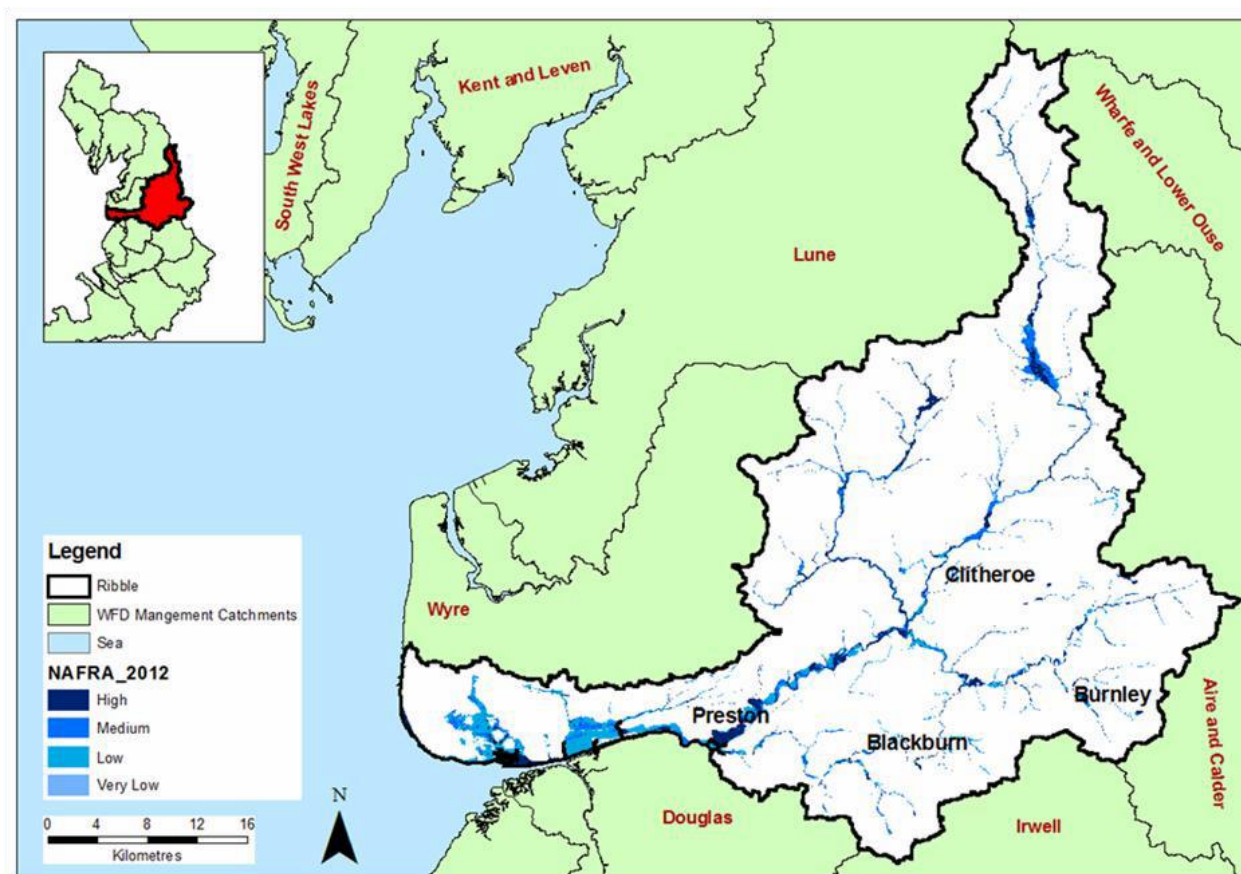 Kent and Leven
South West Lakes
Wharfe and Lower Ouse
Lune
Legend
Ribble
WFD Mangement Catchments
Sea
NAFRA_2012
High
Medium
Low
Very Low
0 4 8 12 16
Kilometres
N
Wyre
Clitheroe
Preston
Burnley
Blackburn
Aire and Calder
Douglas
Irwell